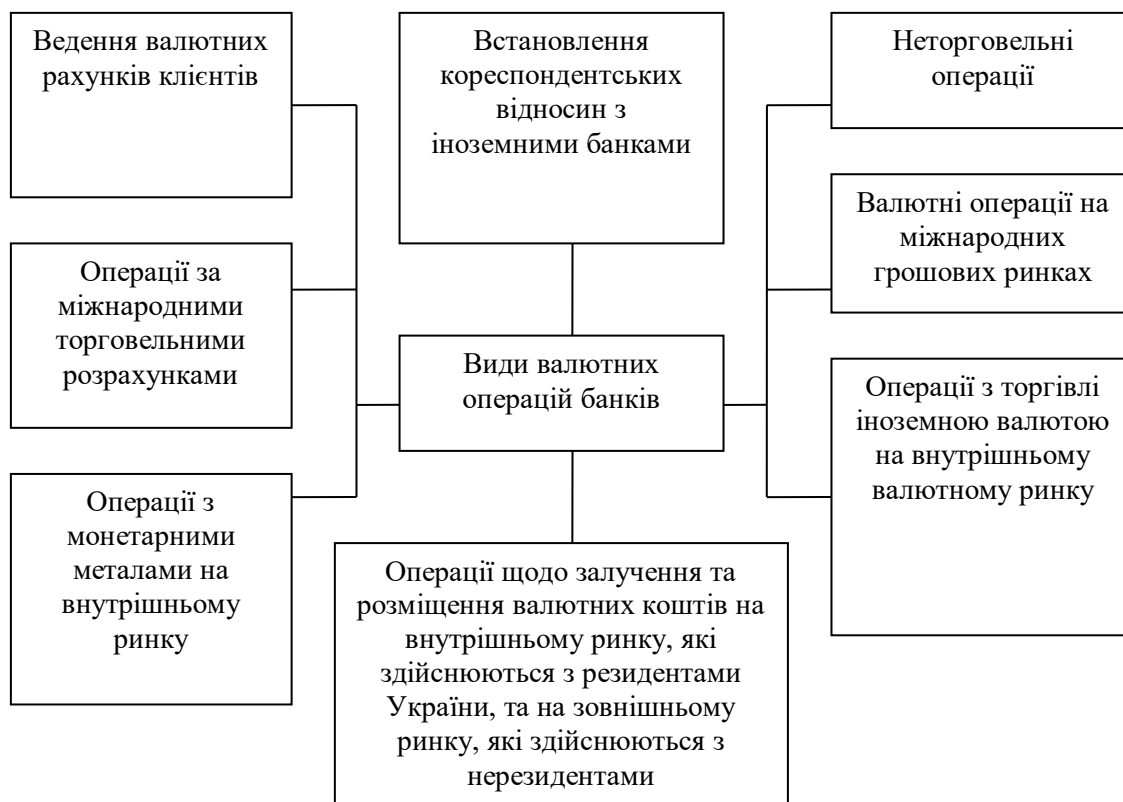 Ведення валютних
рахунків клієнтів
Встановлення
кореспондентських
відносин з
іноземними банками
Неторговельні
операції
Валютні операції на
міжнародних
грошових ринках
Операції за
міжнародними
торговельними
розрахунками
Види валютних
операцій банків
Операції з торгівлі
іноземною валютою
на внутрішньому
валютному ринку
Операції з
монетарними
металами на
внутрішньому
ринку
Операції щодо залучення та
розміщення валютних коштів на
внутрішньому ринку, які
здійснюються з резидентами
України, та на зовнішньому
ринку, які здійснюються з
нерезидентами